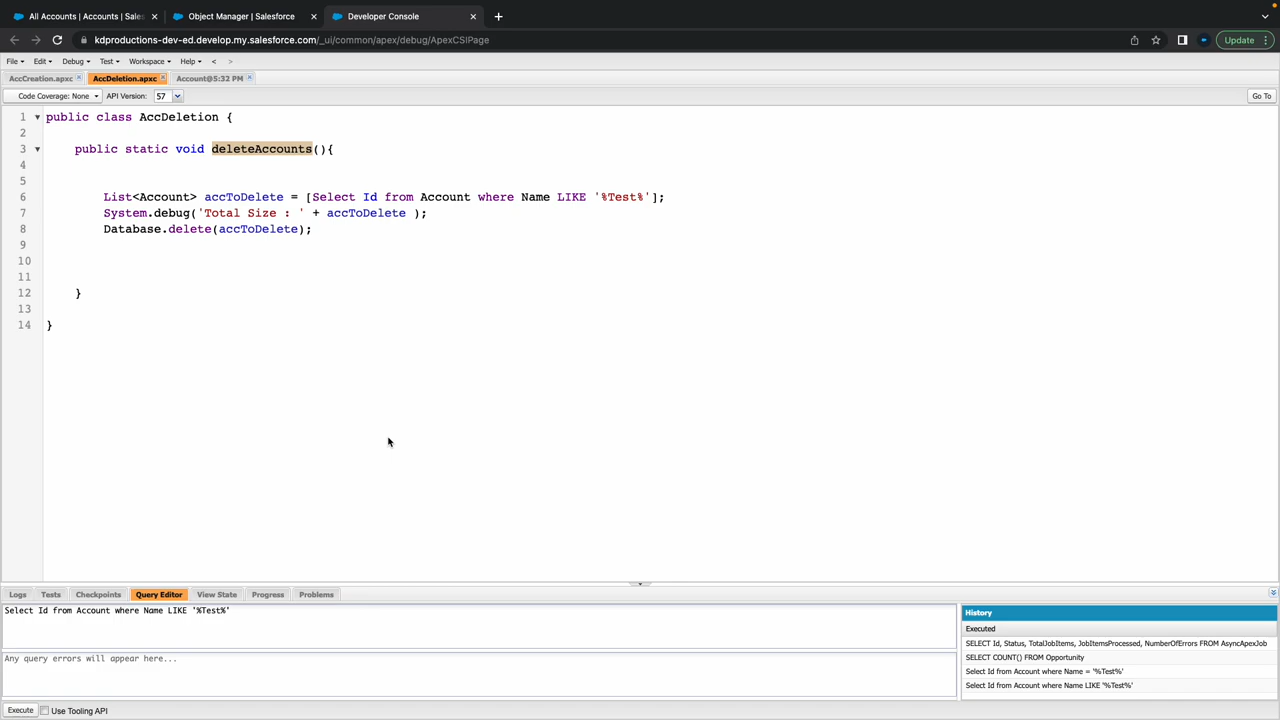 All Accounts | Accounts | Sales
Object Manager | Salesforce
Developer Console
kdproductions-dev-ed.develop.my.salesforce.com/_ui/common/apex/debug/ApexCSIPage
Update
File Edit Debug Test Workspace Help < >
AccCreation.apxc AccDeletion.apxc Account@5:32 PM
Code Coverage: None API Version: 57 Go To
1 public class AccDeletion {
2
3 public static void deleteAccounts(){
4
5
6 List<Account> accToDelete = [Select Id from Account where Name LIKE '%Test%'];
7 System.debug('Total Size : ' + accToDelete );
8 Database.delete(accToDelete);
9
10
11
12 }
13
14 }
Logs Tests Checkpoints Query Editor View State Progress Problems
Select Id from Account where Name LIKE '%Test%'
Any query errors will appear here...
History
Executed
SELECT Id, Status, TotalJobItems, JobItemsProcessed, NumberOfErrors FROM AsyncApexJob
SELECT COUNT() FROM Opportunity
Select Id from Account where Name = '%Test%'
Select Id from Account where Name LIKE '%Test%'
Execute Use Tooling API